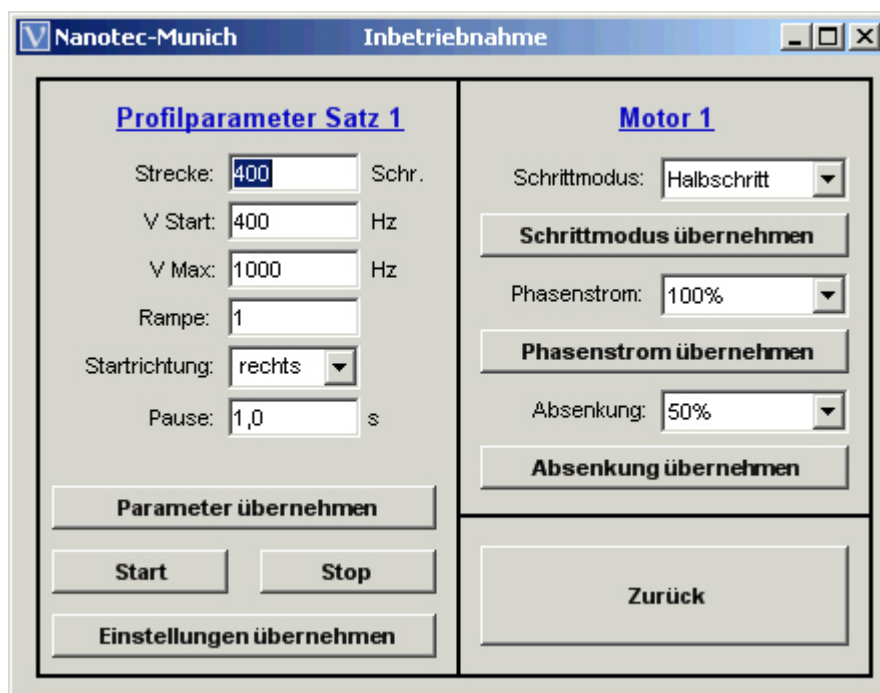 Nanotec-Munich Inbetriebnahme
Profilparameter Satz 1
Strecke: 400 Schr.
V Start: 400 Hz
V Max: 1000 Hz
Rampe: 1
Startrichtung: rechts
Pause: 1,0 s
Parameter übernehmen
Start Stop
Einstellungen übernehmen
Motor 1
Schrittmodus: Halbschritt
Schrittmodus übernehmen
Phasenstrom: 100%
Phasenstrom übernehmen
Absenkung: 50%
Absenkung übernehmen
Zurück